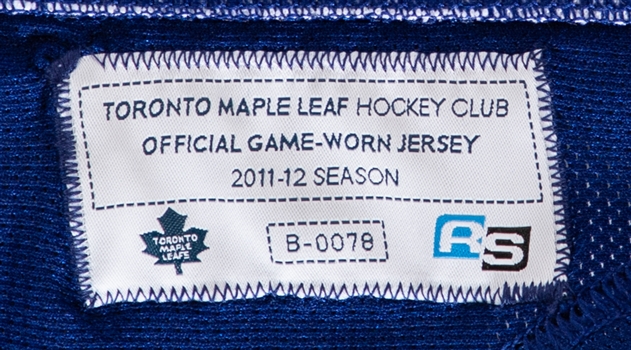 TORONTO MAPLE LEAF HOCKEY CLUB
OFFICIAL GAME-WORN JERSEY
2011-12 SEASON
TORONTO
MAPLE
LEAFS
B-0078
RS